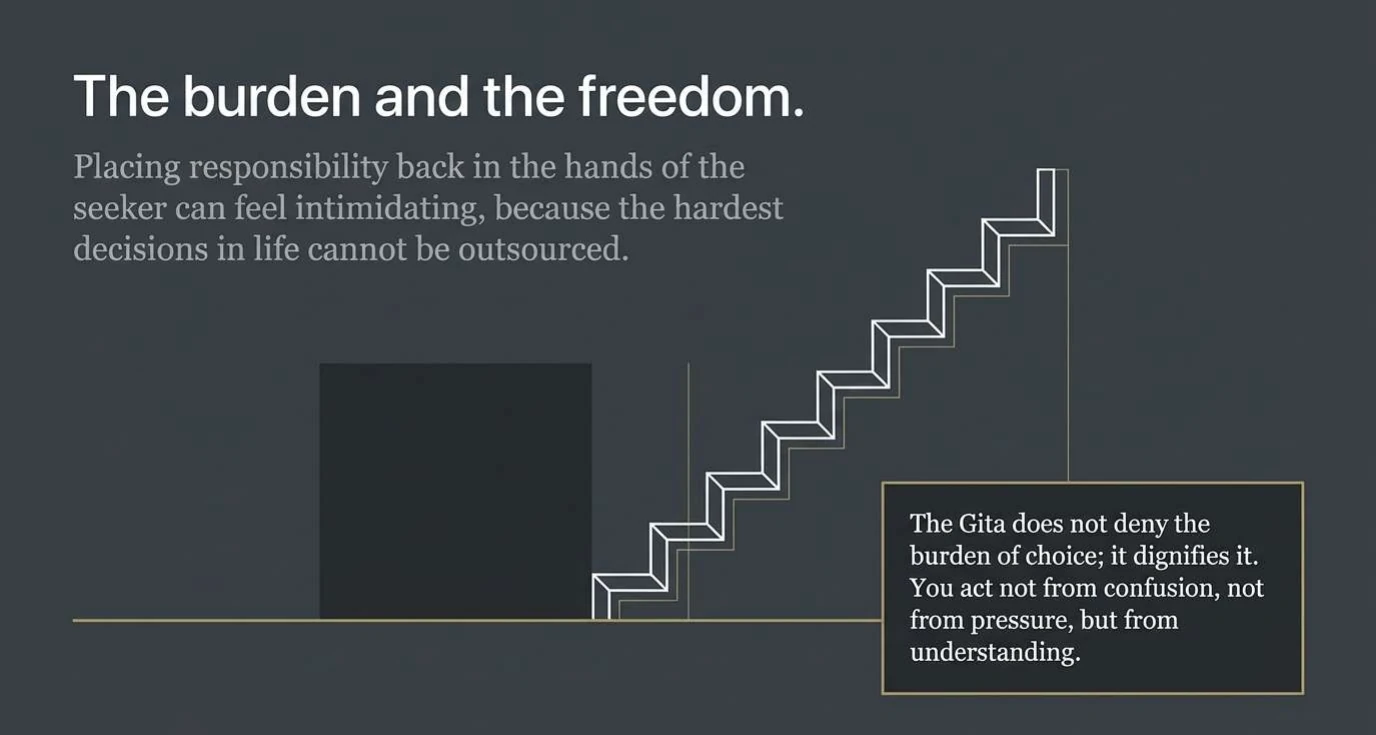 The burden and the freedom.
Placing responsibility back in the hands of the
seeker can feel intimidating, because the hardest
decisions in life cannot be outsourced.
The Gita does not deny the
burden of choice; it dignifies it.
You act not from confusion, not
from pressure, but from
understanding.